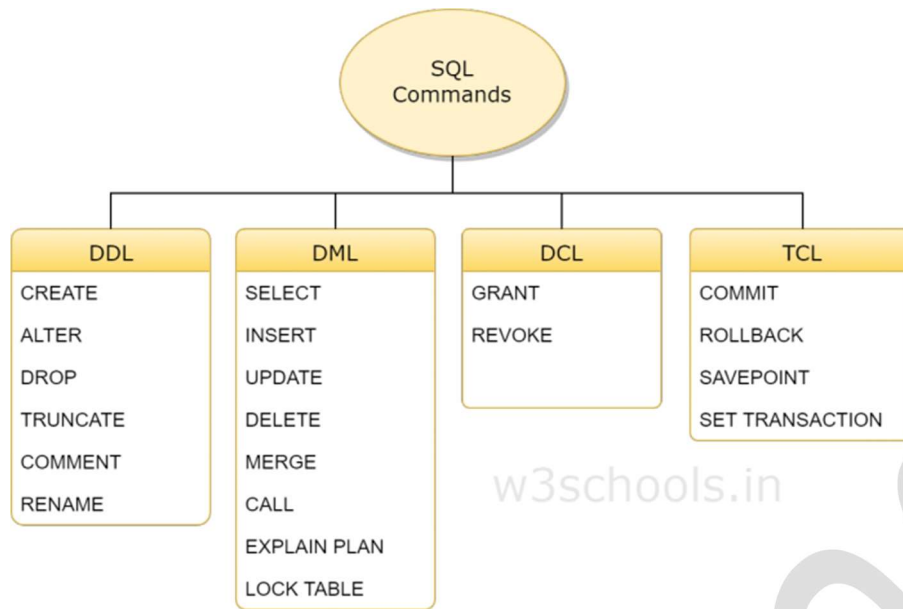 SQL
Commands
DDL
CREATE
ALTER
DROP
TRUNCATE
COMMENT
RENAME
DML
SELECT
INSERT
UPDATE
DELETE
MERGE
CALL
EXPLAIN PLAN
LOCK TABLE
DCL
GRANT
REVOKE
TCL
COMMIT
ROLLBACK
SAVEPOINT
SET TRANSACTION
w3schools.in